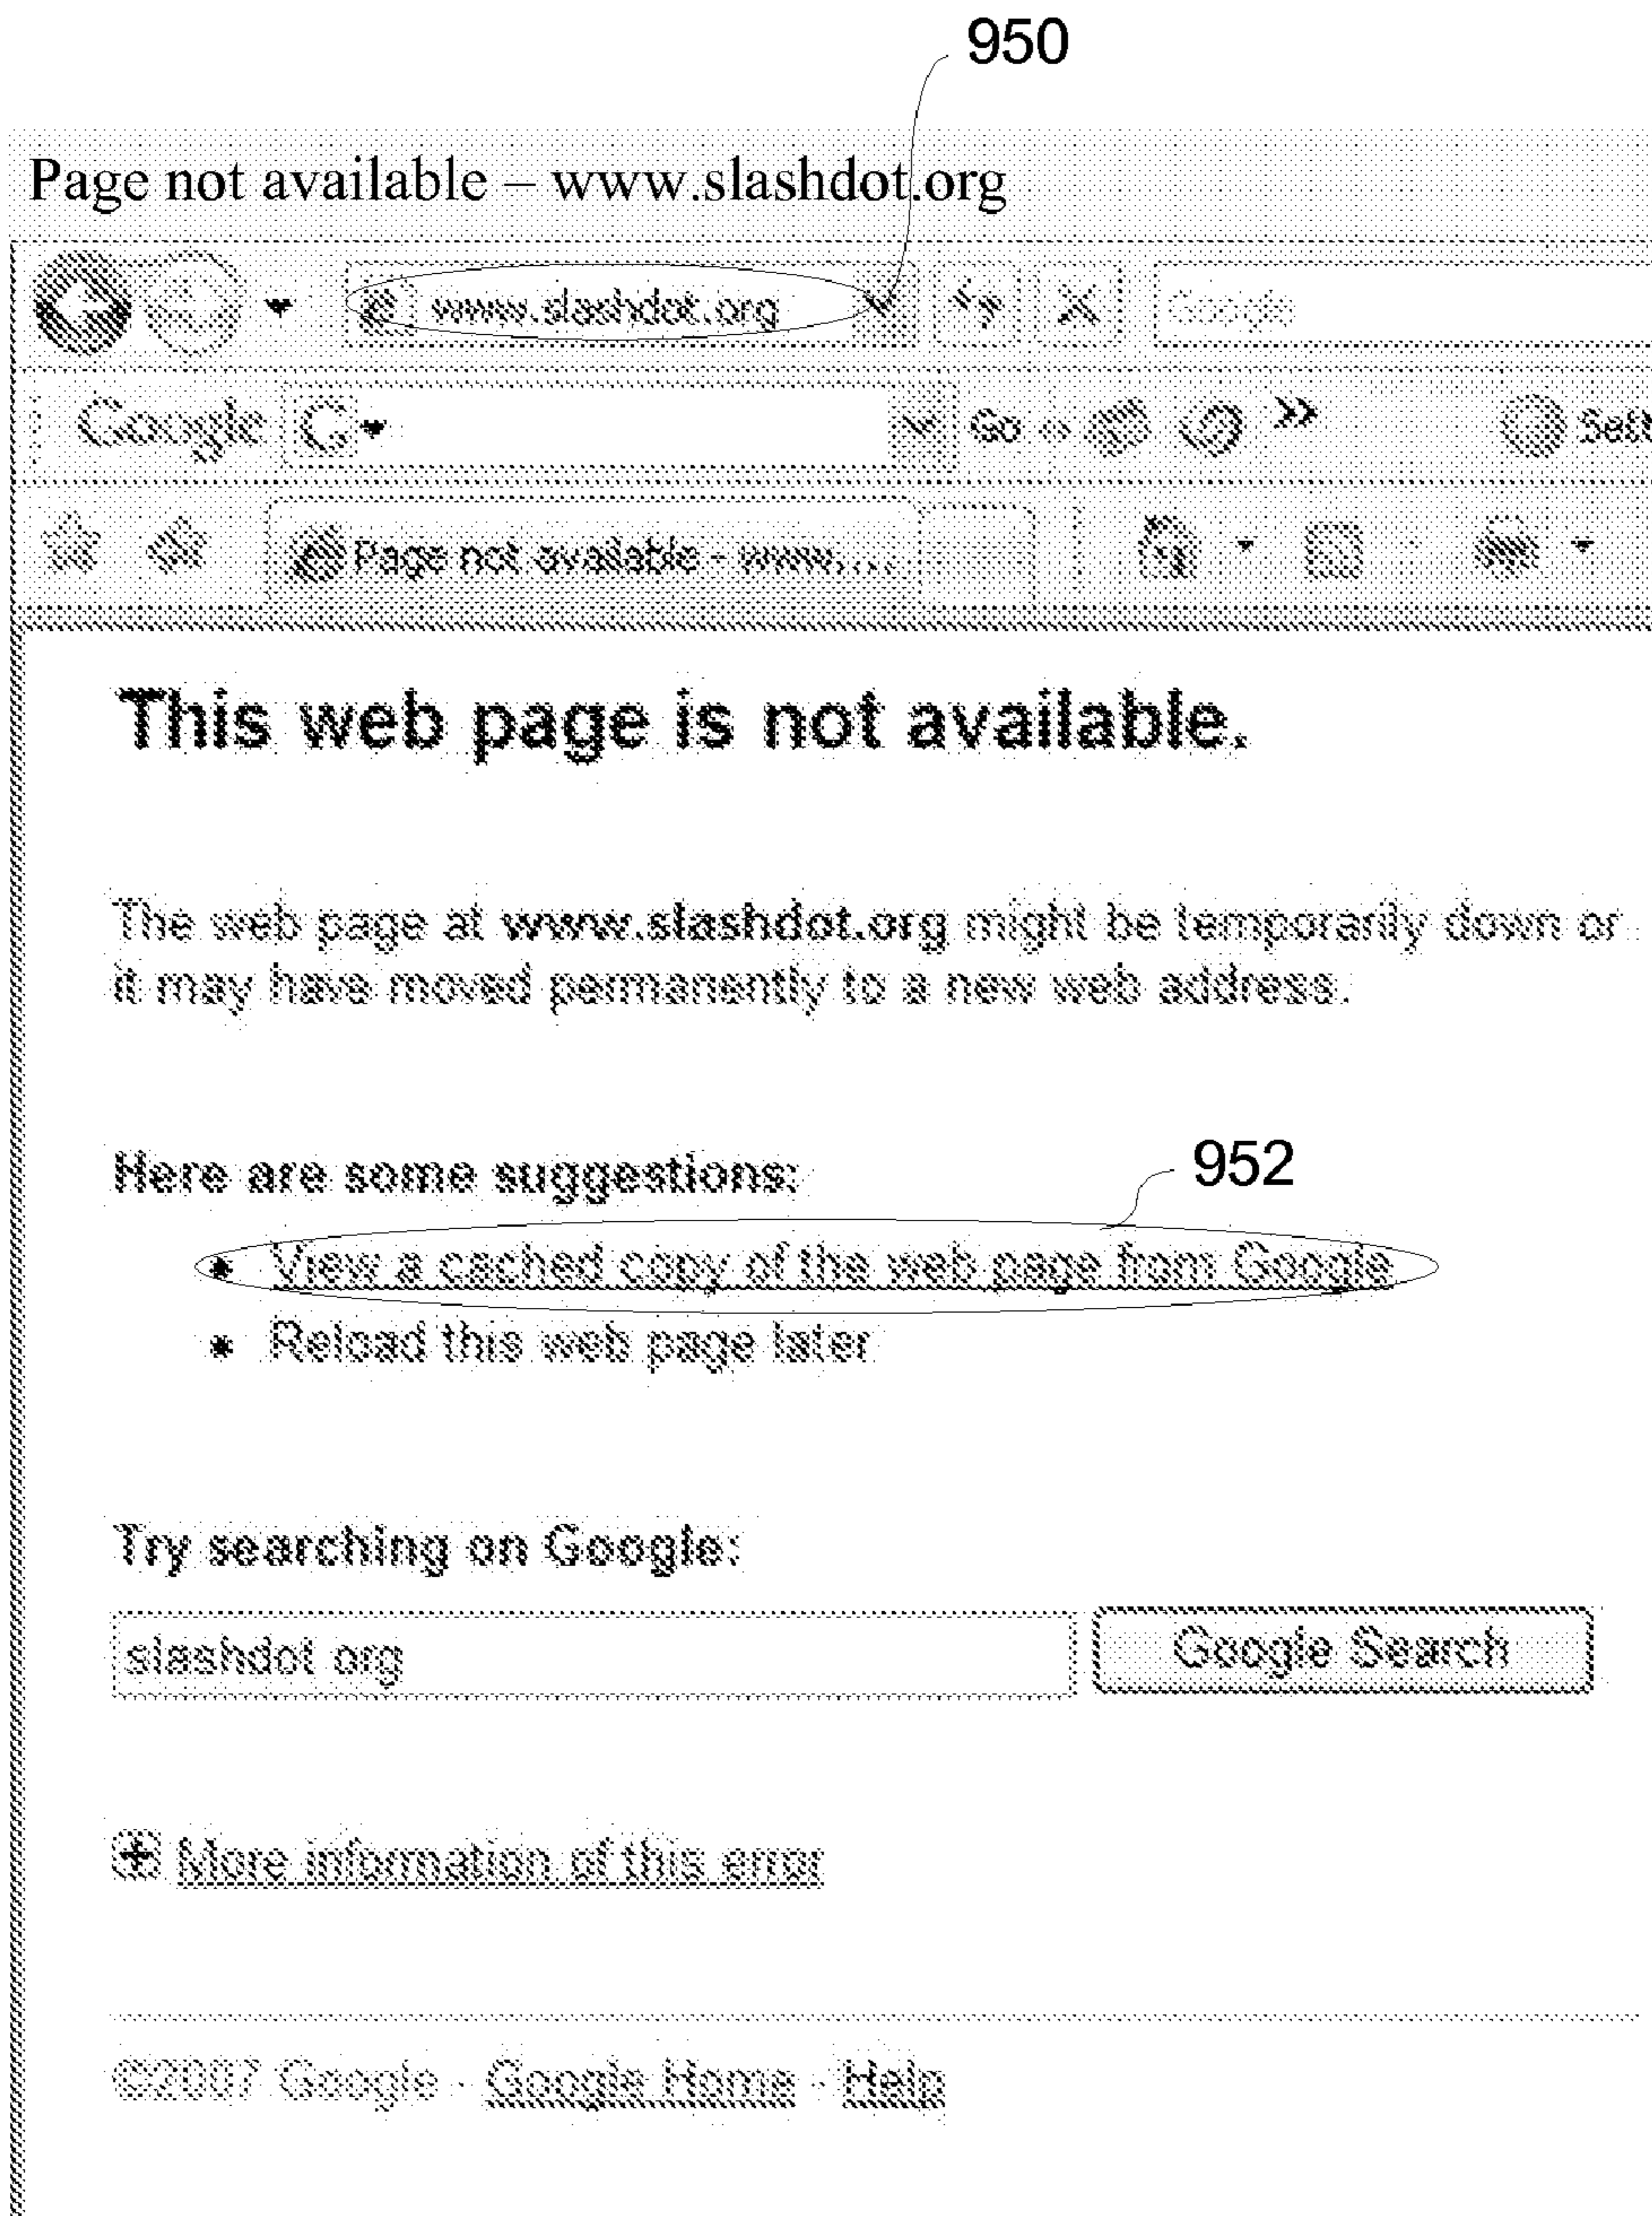 950
Page not available – www.slashdot.org
www.slashdot.org
Google
Google G Go Sett
Page not available - www....
This web page is not available.
The web page at www.slashdot.org might be temporarily down or
it may have moved permanently to a new web address.
Here are some suggestions:
952
View a cached copy of the web page from Google
Reload this web page later
Try searching on Google:
slashdot org
Google Search
More information of this error
©2007 Google - Google Home - Help